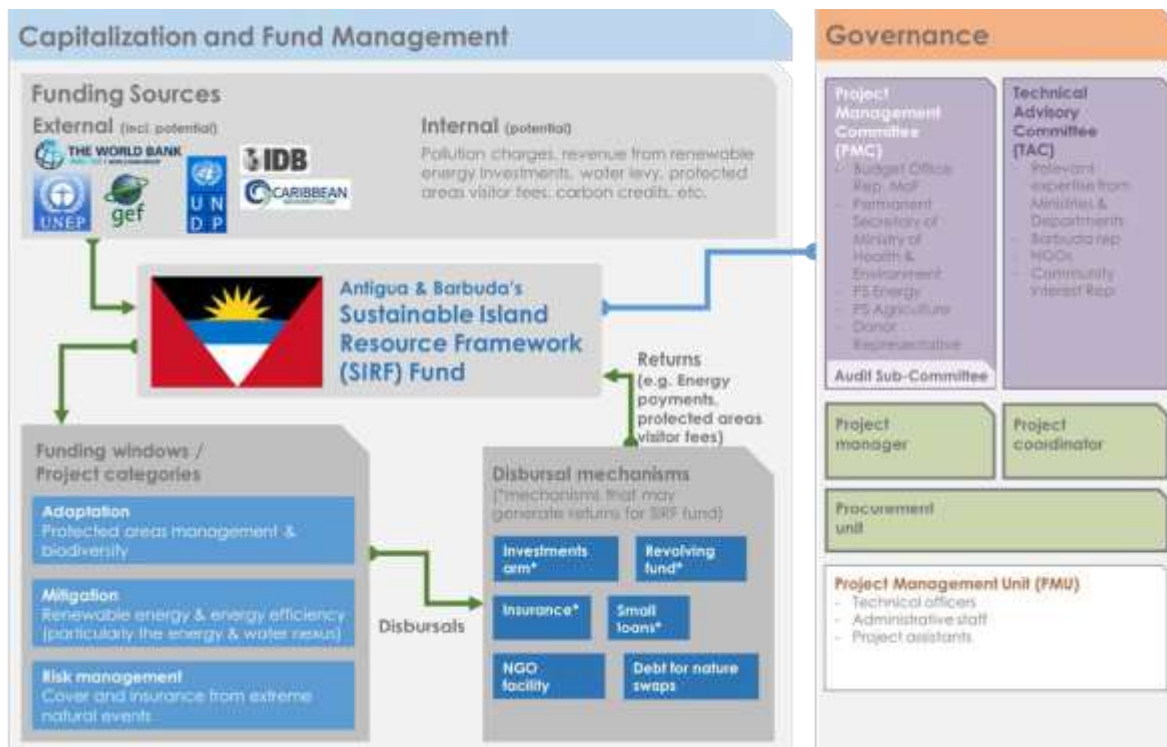 Capitalization and Fund Management
Funding Sources
External (incl. potential)
THE WORLD BANK
UNEP
gef
U N
D P
IDB
CARIBBEAN
Internal (potential)
Pollution charges, revenue from renewable
energy investments, water levy, protected
areas visitor fees, carbon credits, etc.
Antigua & Barbuda's
Sustainable Island
Resource Framework
(SIRF) Fund
Returns
(e.g. Energy
payments,
protected areas
visitor fees)
Funding windows /
Project categories
Adaptation
Protected areas management &
biodiversity
Mitigation
Renewable energy & energy efficiency
(particularly the energy & water nexus)
Risk management
Cover and insurance from extreme
natural events
Disbursals
Disbursal mechanisms
(*mechanisms that may
generate returns for SIRF fund)
Investments
arm*
Revolving
fund*
Insurance*
Small
loans*
NGO
facility
Debt for nature
swaps
Governance
Project
Management
Committee
(PMC)
- Budget Office
Rep. MoF
- Permanent
Secretary of
Ministry of
Health &
Environment
- PS Energy
- PS Agriculture
- Donor
Representative
Audit Sub-Committee
Technical
Advisory
Committee
(TAC)
- Relevant
expertise from
Ministries &
Departments
- Barbuda rep
- NGOs
- Community
Interest Rep
Project
manager
Project
coordinator
Procurement
unit
Project Management Unit (PMU)
- Technical officers
- Administrative staff
- Project assistants